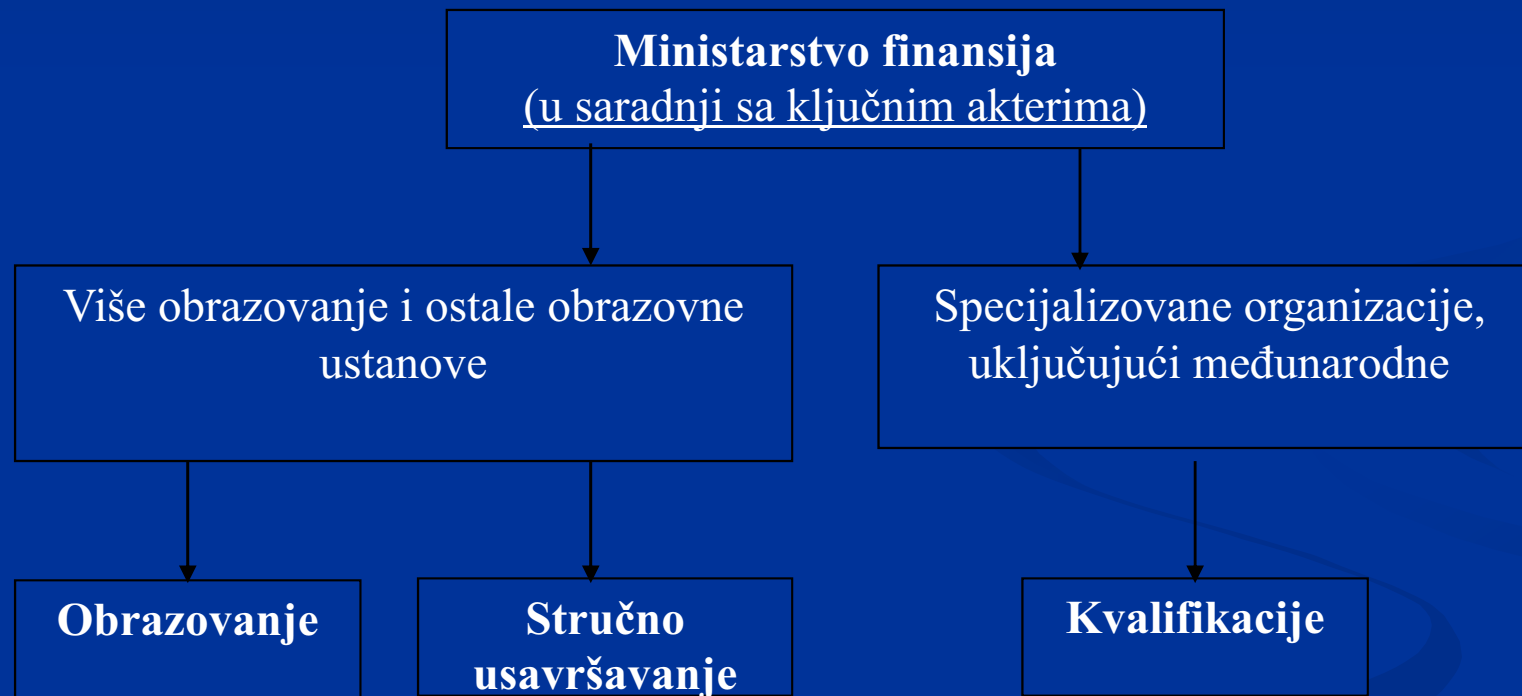 Ministarstvo finansija
(u saradnji sa ključnim akterima)
Više obrazovanje i ostale obrazovne
ustanove
Specijalizovane organizacije,
uključujući međunarodne
Obrazovanje
Stručno
usavršavanje
Kvalifikacije